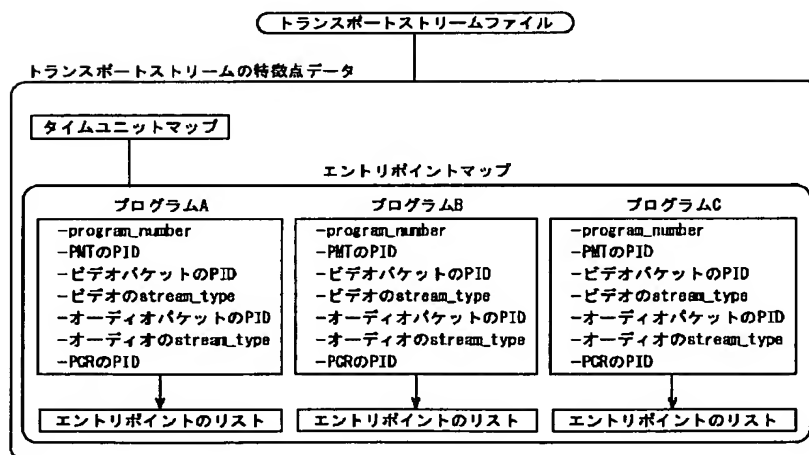 トランスポートストリームファイル
トランスポートストリームの特徴点データ
タイムユニットマップ
エントリポイントマップ
プログラムA
-program_number
-PMTのPID
-ビデオパケットのPID
-ビデオのstream_type
-オーディオパケットのPID
-オーディオのstream_type
-PCRのPID
エントリポイントのリスト
プログラムB
-program_number
-PMTのPID
-ビデオパケットのPID
-ビデオのstream_type
-オーディオパケットのPID
-オーディオのstream_type
-PCRのPID
エントリポイントのリスト
プログラムC
-program_number
-PMTのPID
-ビデオパケットのPID
-ビデオのstream_type
-オーディオパケットのPID
-オーディオのstream_type
-PCRのPID
エントリポイントのリスト